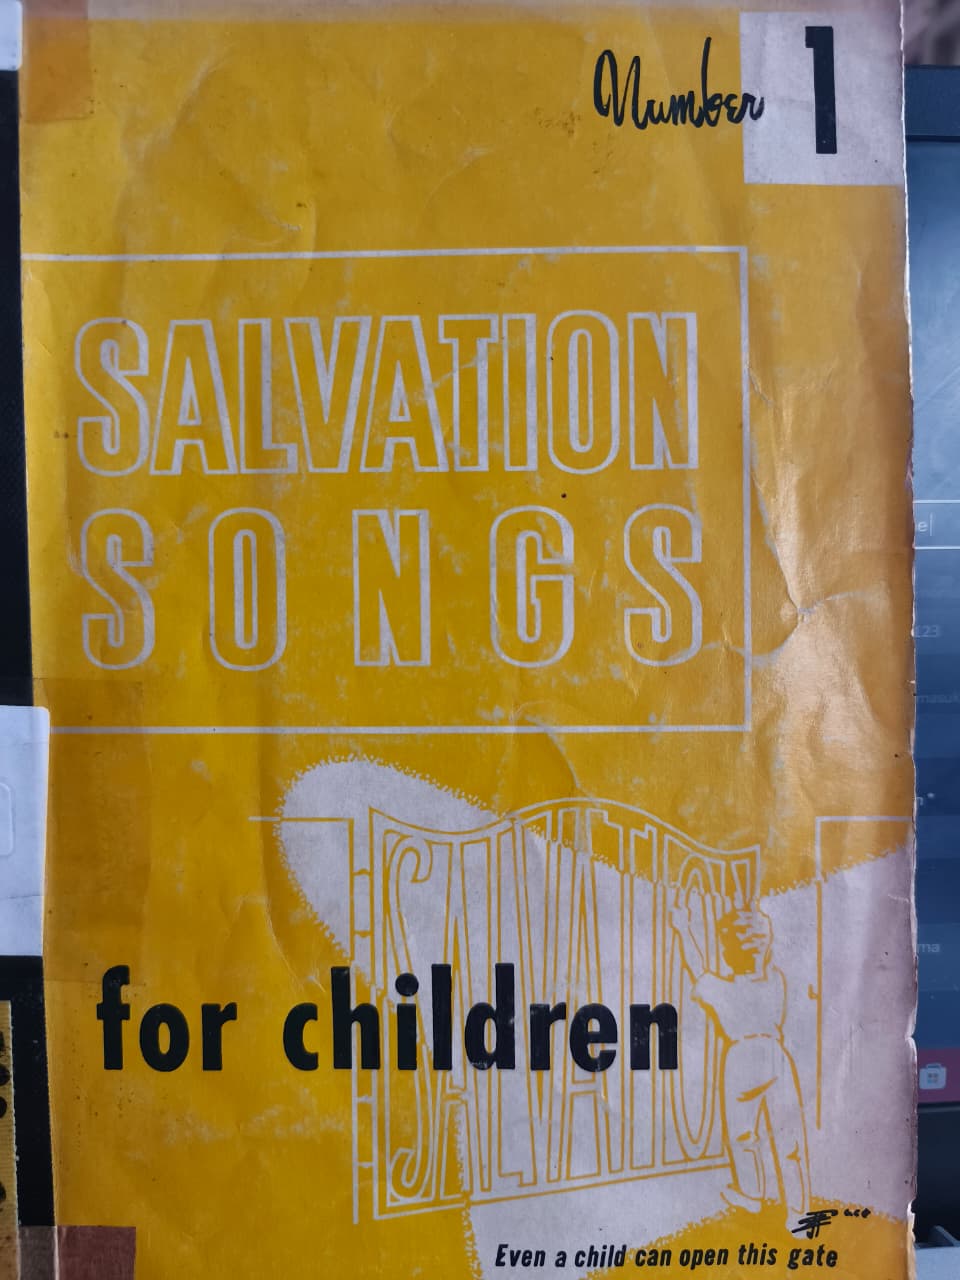 Number 1
SALVATION
SONGS
SALVATION
for children
Even a child can open this gate